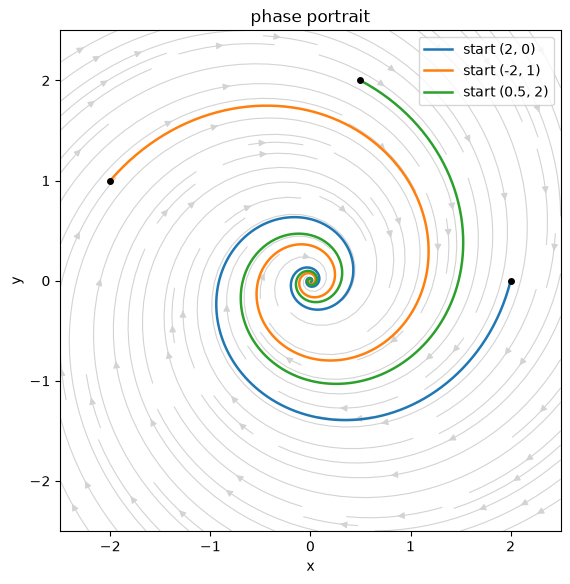 phase portrait
start (2, 0)
start (-2, 1)
start (0.5, 2)
2
1
0
−1
−2
y
−2 −1 0 1 2
x